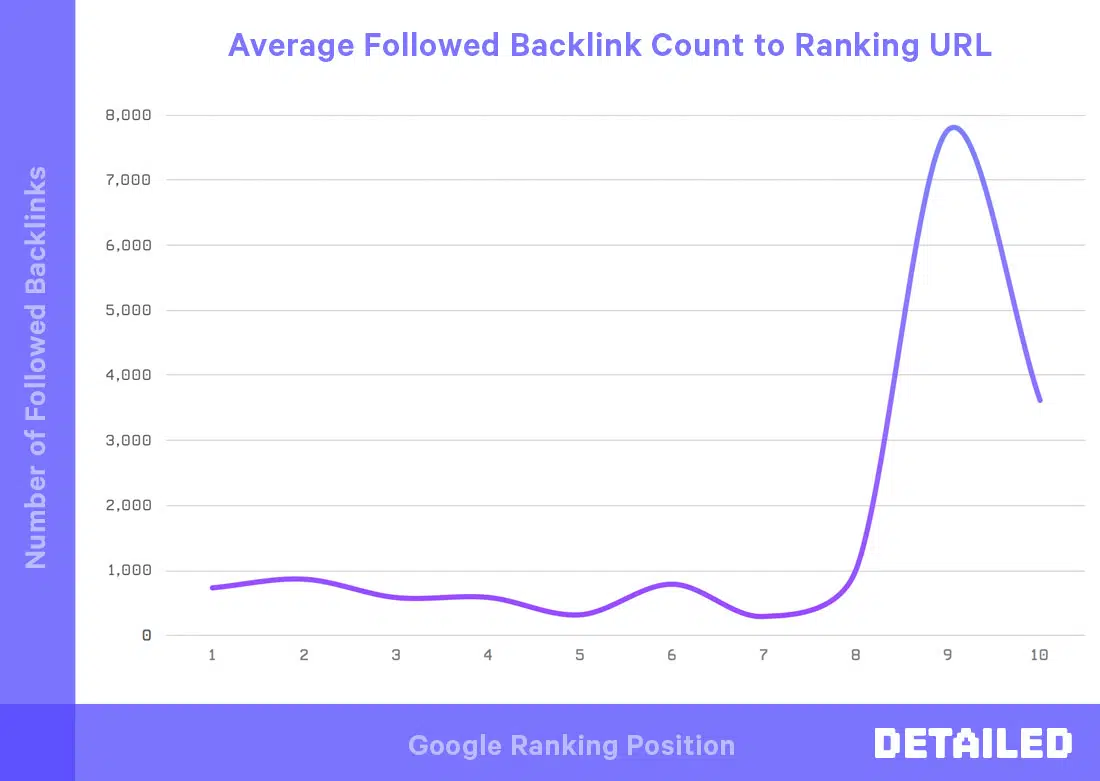 Average Followed Backlink Count to Ranking URL
Number of Followed Backlinks
8,000
7,000
6,000
5,000
4,000
3,000
2,000
1,000
0
1 2 3 4 5 6 7 8 9 10
Google Ranking Position
DETAILED